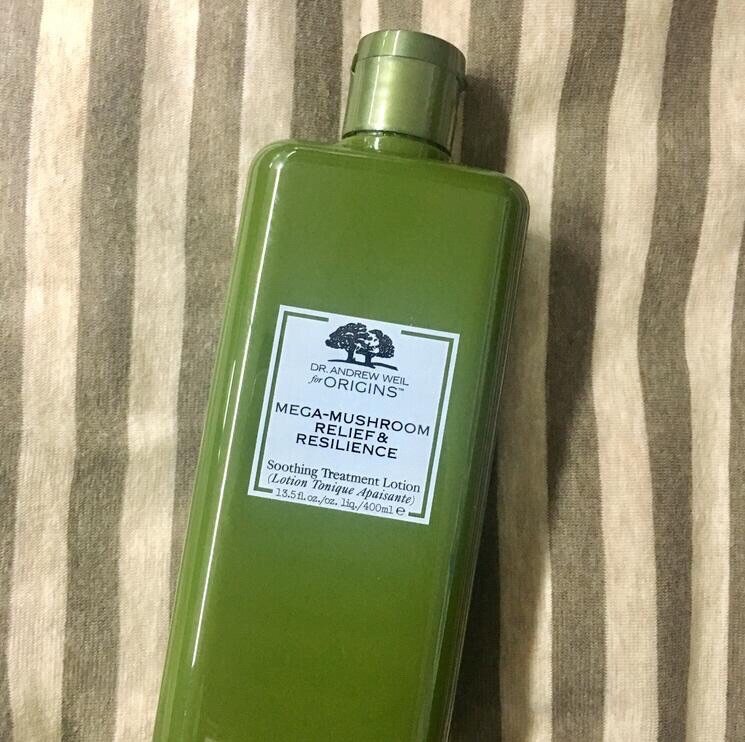 DR. ANDREW WEIL
for ORIGINS™
MEGA-MUSHROOM
RELIEF &
RESILIENCE
Soothing Treatment Lotion
(Lotion Tonique Apaisante)
13.5 fl.oz./oz. liq./400ml ℮